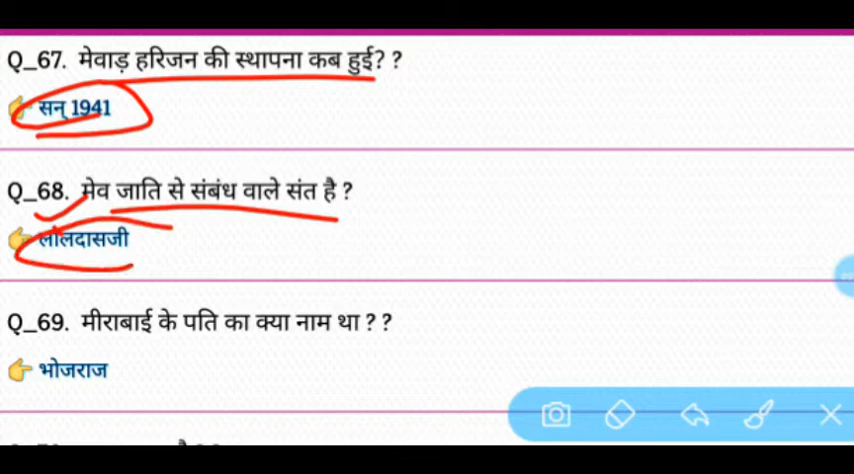 Q_67. मेवाड़ हरिजन की स्थापना कब हुई? ?
👉 सन् 1941
Q_68. मेव जाति से संबंध वाले संत है ?
👉 लालदासजी
Q_69. मीराबाई के पति का क्या नाम था ? ?
👉 भोजराज